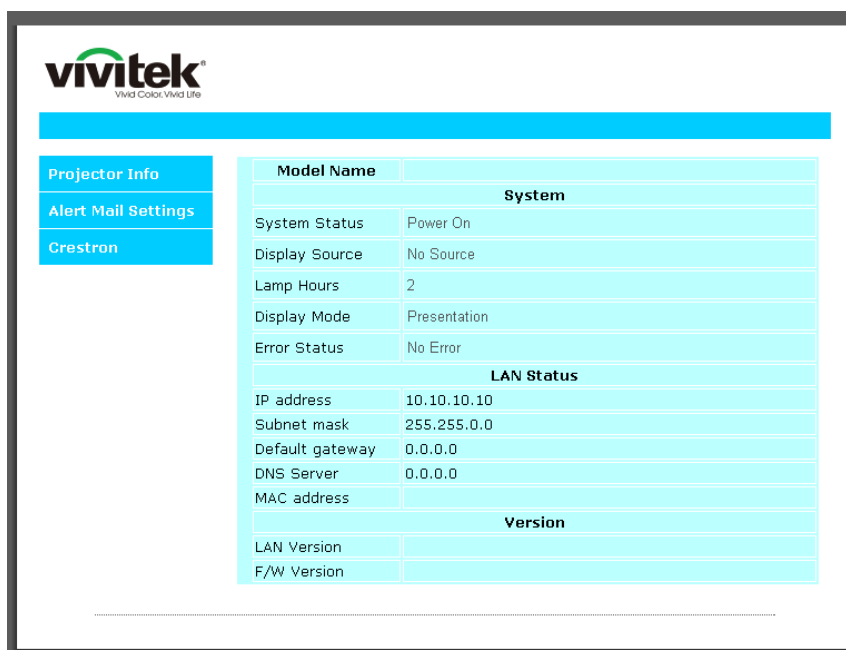 vivitek®
Vivid Color. Vivid Life
Projector Info
Alert Mail Settings
Crestron
Model Name
System
System Status Power On
Display Source No Source
Lamp Hours 2
Display Mode Presentation
Error Status No Error
LAN Status
IP address 10.10.10.10
Subnet mask 255.255.0.0
Default gateway 0.0.0.0
DNS Server 0.0.0.0
MAC address
Version
LAN Version
F/W Version